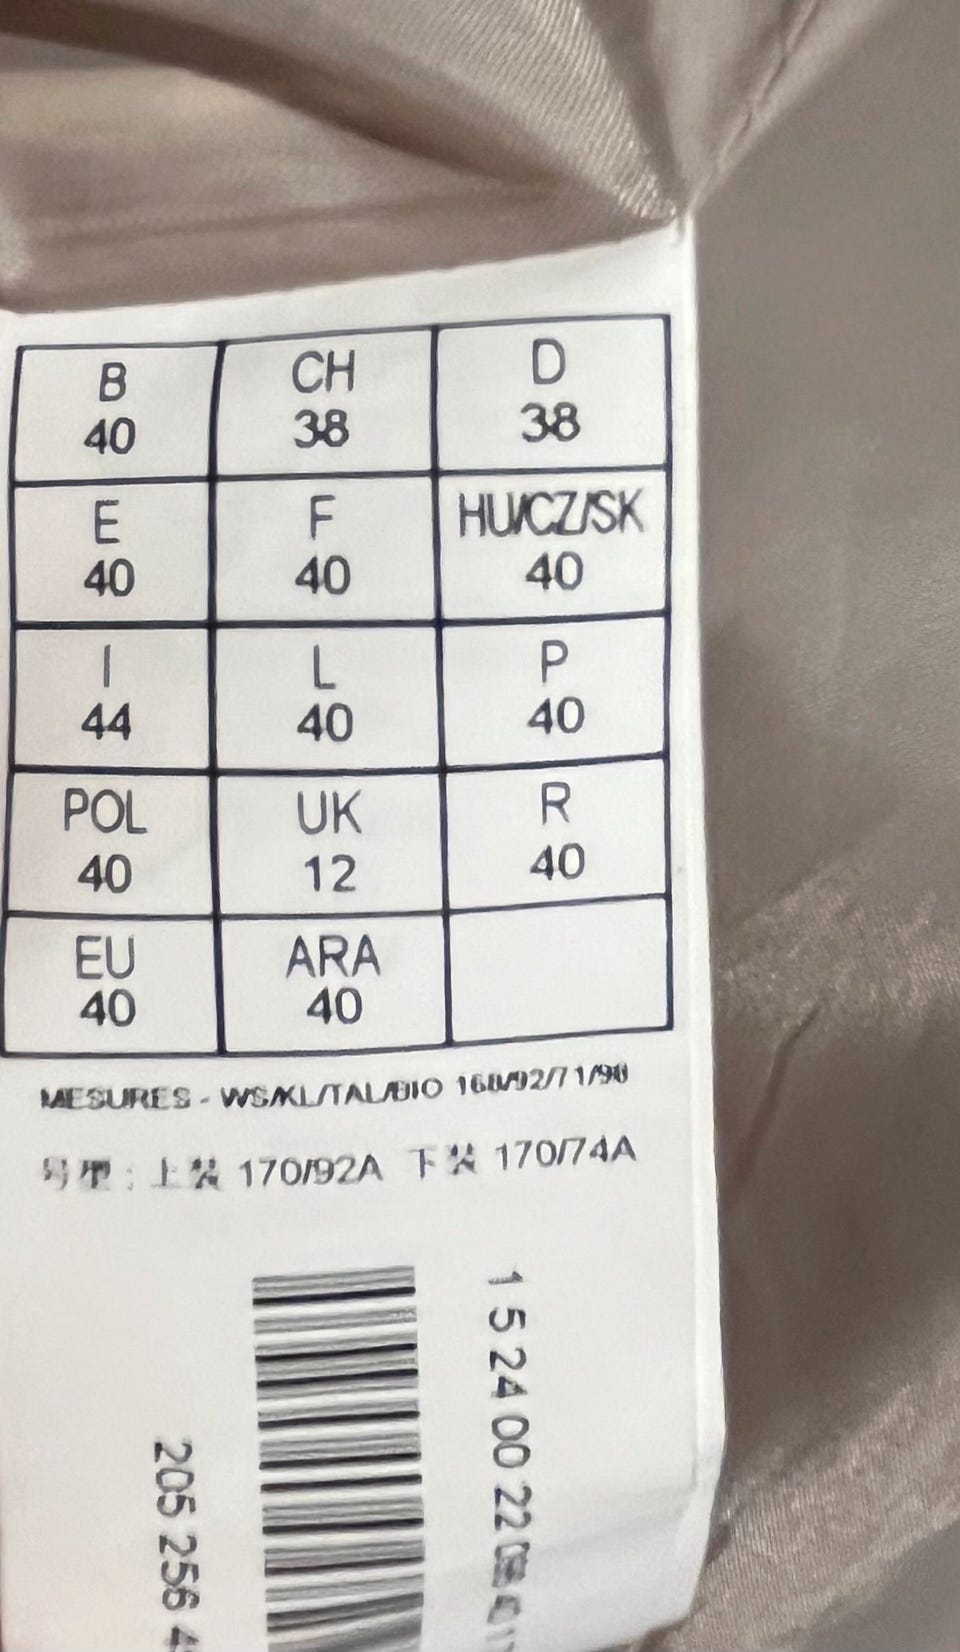 B CH D
40 38 38
E F HU/CZ/SK
40 40 40
I L P
44 40 40
POL UK R
40 12 40
EU ARA
40 40
MESURES - WS/KL/TAL/BIO 168/92/71/98
号型：上装 170/92A 下装 170/74A
1 5 24 00 22
205 256